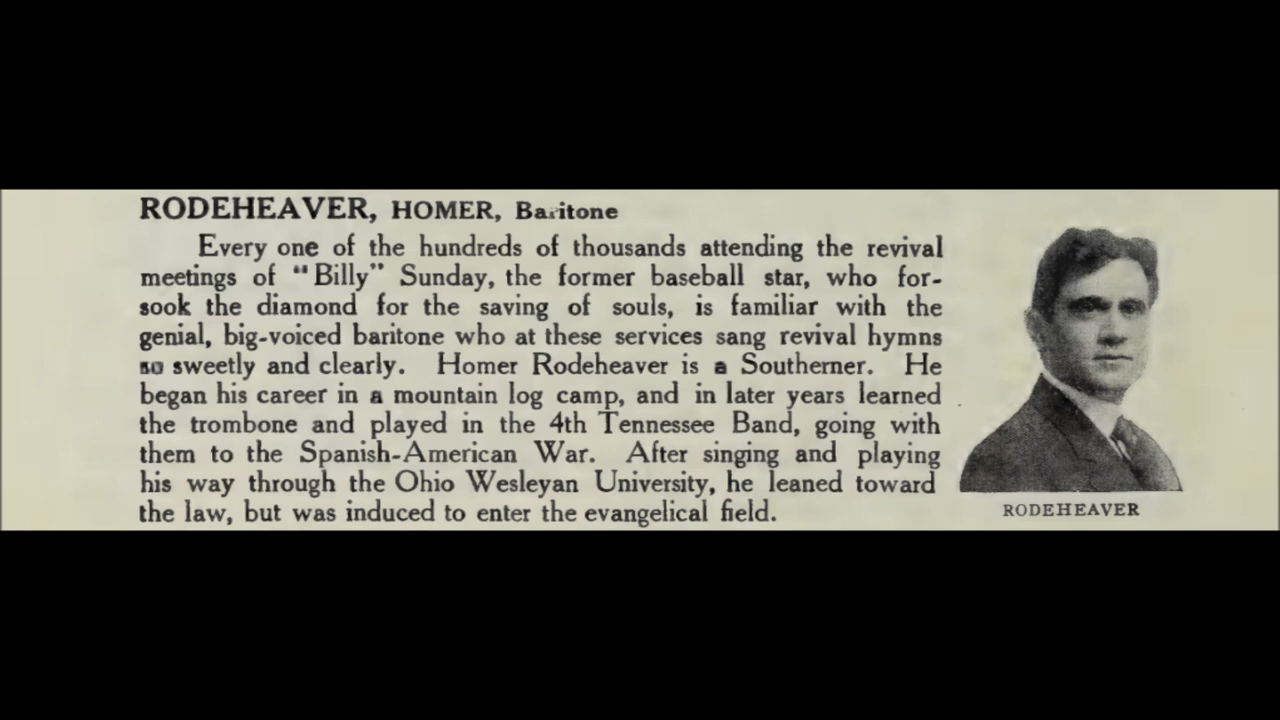 RODEHEAVER, HOMER, Baritone
Every one of the hundreds of thousands attending the revival
meetings of "Billy" Sunday, the former baseball star, who for-
sook the diamond for the saving of souls, is familiar with the
genial, big-voiced baritone who at these services sang revival hymns
so sweetly and clearly. Homer Rodeheaver is a Southerner. He
began his career in a mountain log camp, and in later years learned
the trombone and played in the 4th Tennessee Band, going with
them to the Spanish-American War. After singing and playing
his way through the Ohio Wesleyan University, he leaned toward
the law, but was induced to enter the evangelical field.
RODEHEAVER